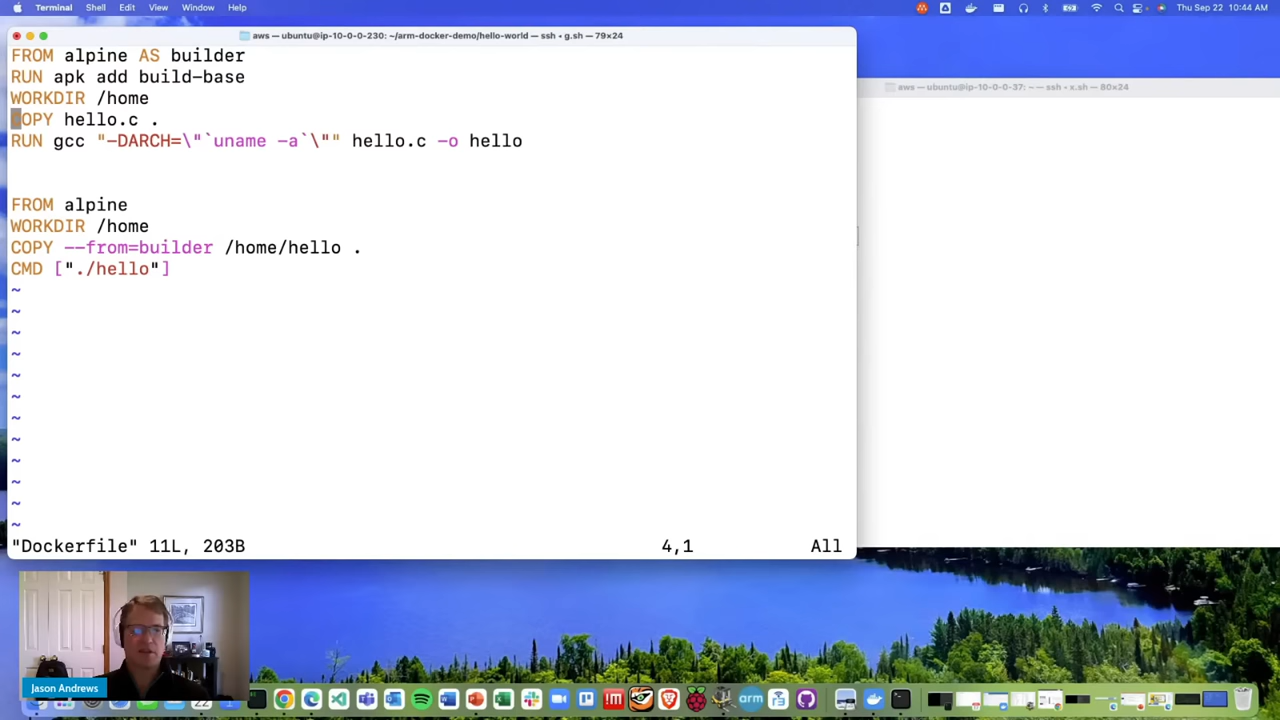 Terminal Shell Edit View Window Help
Thu Sep 22 10:44 AM
aws — ubuntu@ip-10-0-0-230: ~/arm-docker-demo/hello-world — ssh • g.sh — 79×24
aws — ubuntu@ip-10-0-0-37: ~ — ssh • x.sh — 80×24
FROM alpine AS builder
RUN apk add build-base
WORKDIR /home
COPY hello.c .
RUN gcc "-DARCH=\"`uname -a`\"" hello.c -o hello
FROM alpine
WORKDIR /home
COPY --from=builder /home/hello .
CMD ["./hello"]
~
~
~
~
~
~
~
~
~
~
~
~
"Dockerfile" 11L, 203B 4,1 All
Jason Andrews
22
arm